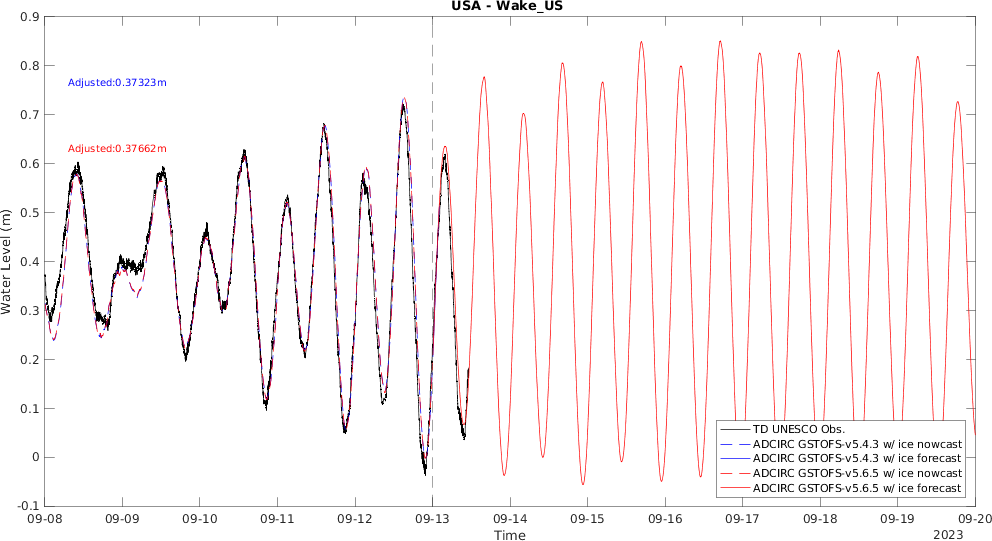 USA - Wake_US
0.9
0.8
0.7
0.6
0.5
0.4
0.3
0.2
0.1
0
-0.1
Water Level (m)
Adjusted:0.37323m
Adjusted:0.37662m
TD UNESCO Obs.
ADCIRC GSTOFS-v5.4.3 w/ ice nowcast
ADCIRC GSTOFS-v5.4.3 w/ ice forecast
ADCIRC GSTOFS-v5.6.5 w/ ice nowcast
ADCIRC GSTOFS-v5.6.5 w/ ice forecast
09-08 09-09 09-10 09-11 09-12 09-13 09-14 09-15 09-16 09-17 09-18 09-19 09-20
Time
2023